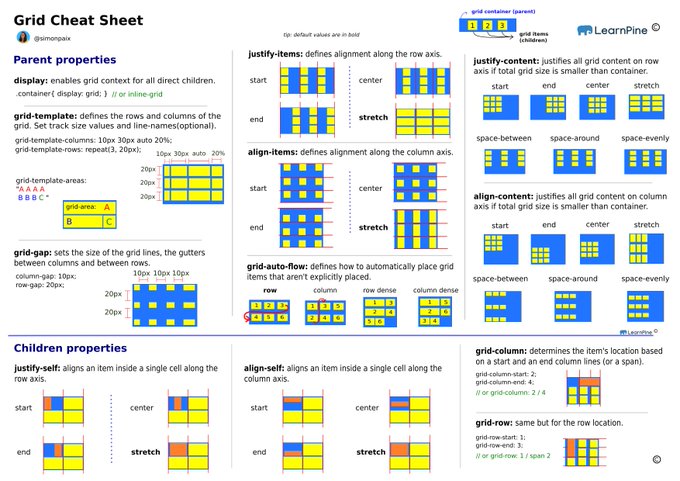 Grid Cheat Sheet
@simonpaix
tip: default values are in bold
grid container (parent)
1 2 3
grid items
(children)
LearnPine ©
Parent properties
display: enables grid context for all direct children.
.container{ display: grid; } // or inline-grid
grid-template: defines the rows and columns of the
grid. Set track size values and line-names(optional).
grid-template-columns: 10px 30px auto 20%;
grid-template-rows: repeat(3, 20px);
10px 30px auto 20%
20px
20px
20px
grid-template-areas:
"A A A A
B B B C"
grid-area: A
B C
grid-gap: sets the size of the grid lines, the gutters
between columns and between rows.
column-gap: 10px;
row-gap: 20px;
10px 10px 10px
20px
20px
justify-items: defines alignment along the row axis.
start
center
end
stretch
align-items: defines alignment along the column axis.
start
center
end
stretch
grid-auto-flow: defines how to automatically place grid
items that aren't explicitly placed.
row column row dense column dense
1 2 3
4 5 6
1 3 5
2 4 6
1 3
2 4
5 6
1 3 4
2
5 6
justify-content: justifies all grid content on row
axis if total grid size is smaller than container.
start end center stretch
space-between space-around space-evenly
align-content: justifies all grid content on column
axis if total grid size is smaller than container.
start end center stretch
space-between space-around space-evenly
LearnPine ©
Children properties
justify-self: aligns an item inside a single cell along the
row axis.
start
center
end
stretch
align-self: aligns an item inside a single cell along the
column axis.
start
center
end
stretch
grid-column: determines the item's location based
on a start and an end column lines (or a span).
grid-column-start: 2;
grid-column-end: 4;
// or grid-column: 2 / 4
grid-row: same but for the row location.
grid-row-start: 1;
grid-row-end: 3;
// or grid-row: 1 / span 2
©